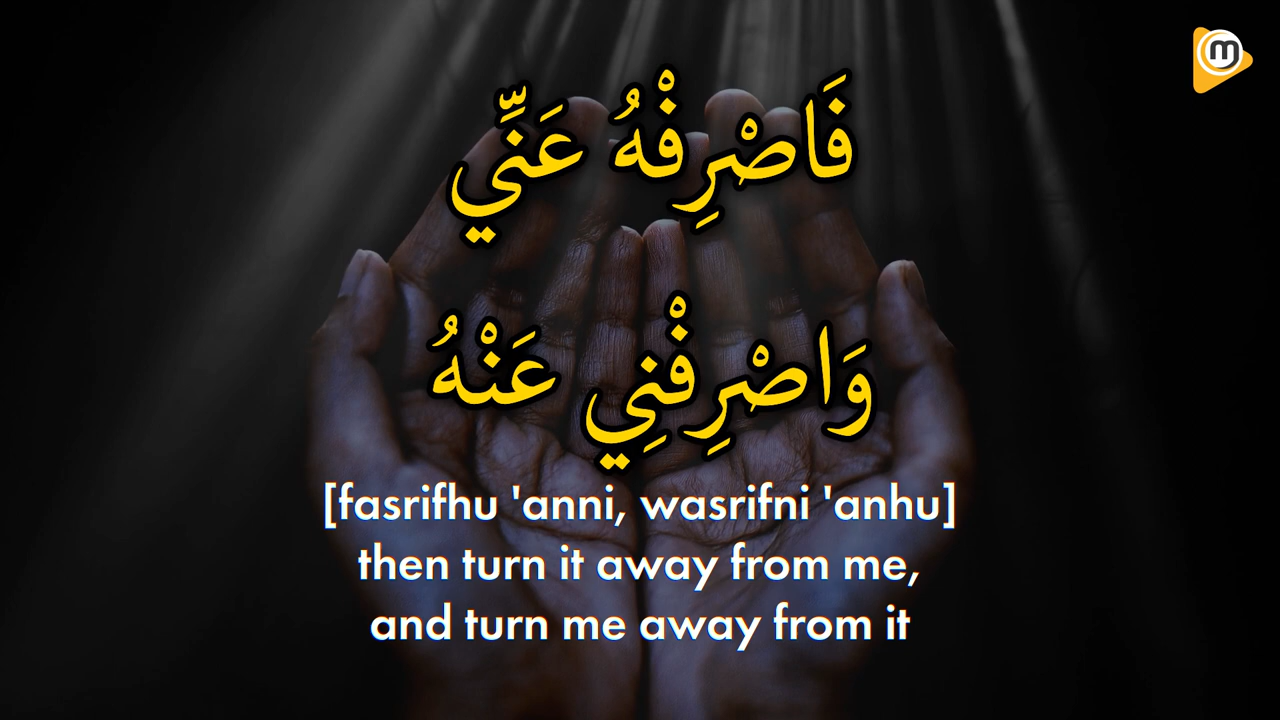 فَاصْرِفْهُ عَنِّي
وَاصْرِفْنِي عَنْهُ
[fasrifhu 'anni, wasrifni 'anhu]
then turn it away from me,
and turn me away from it
m